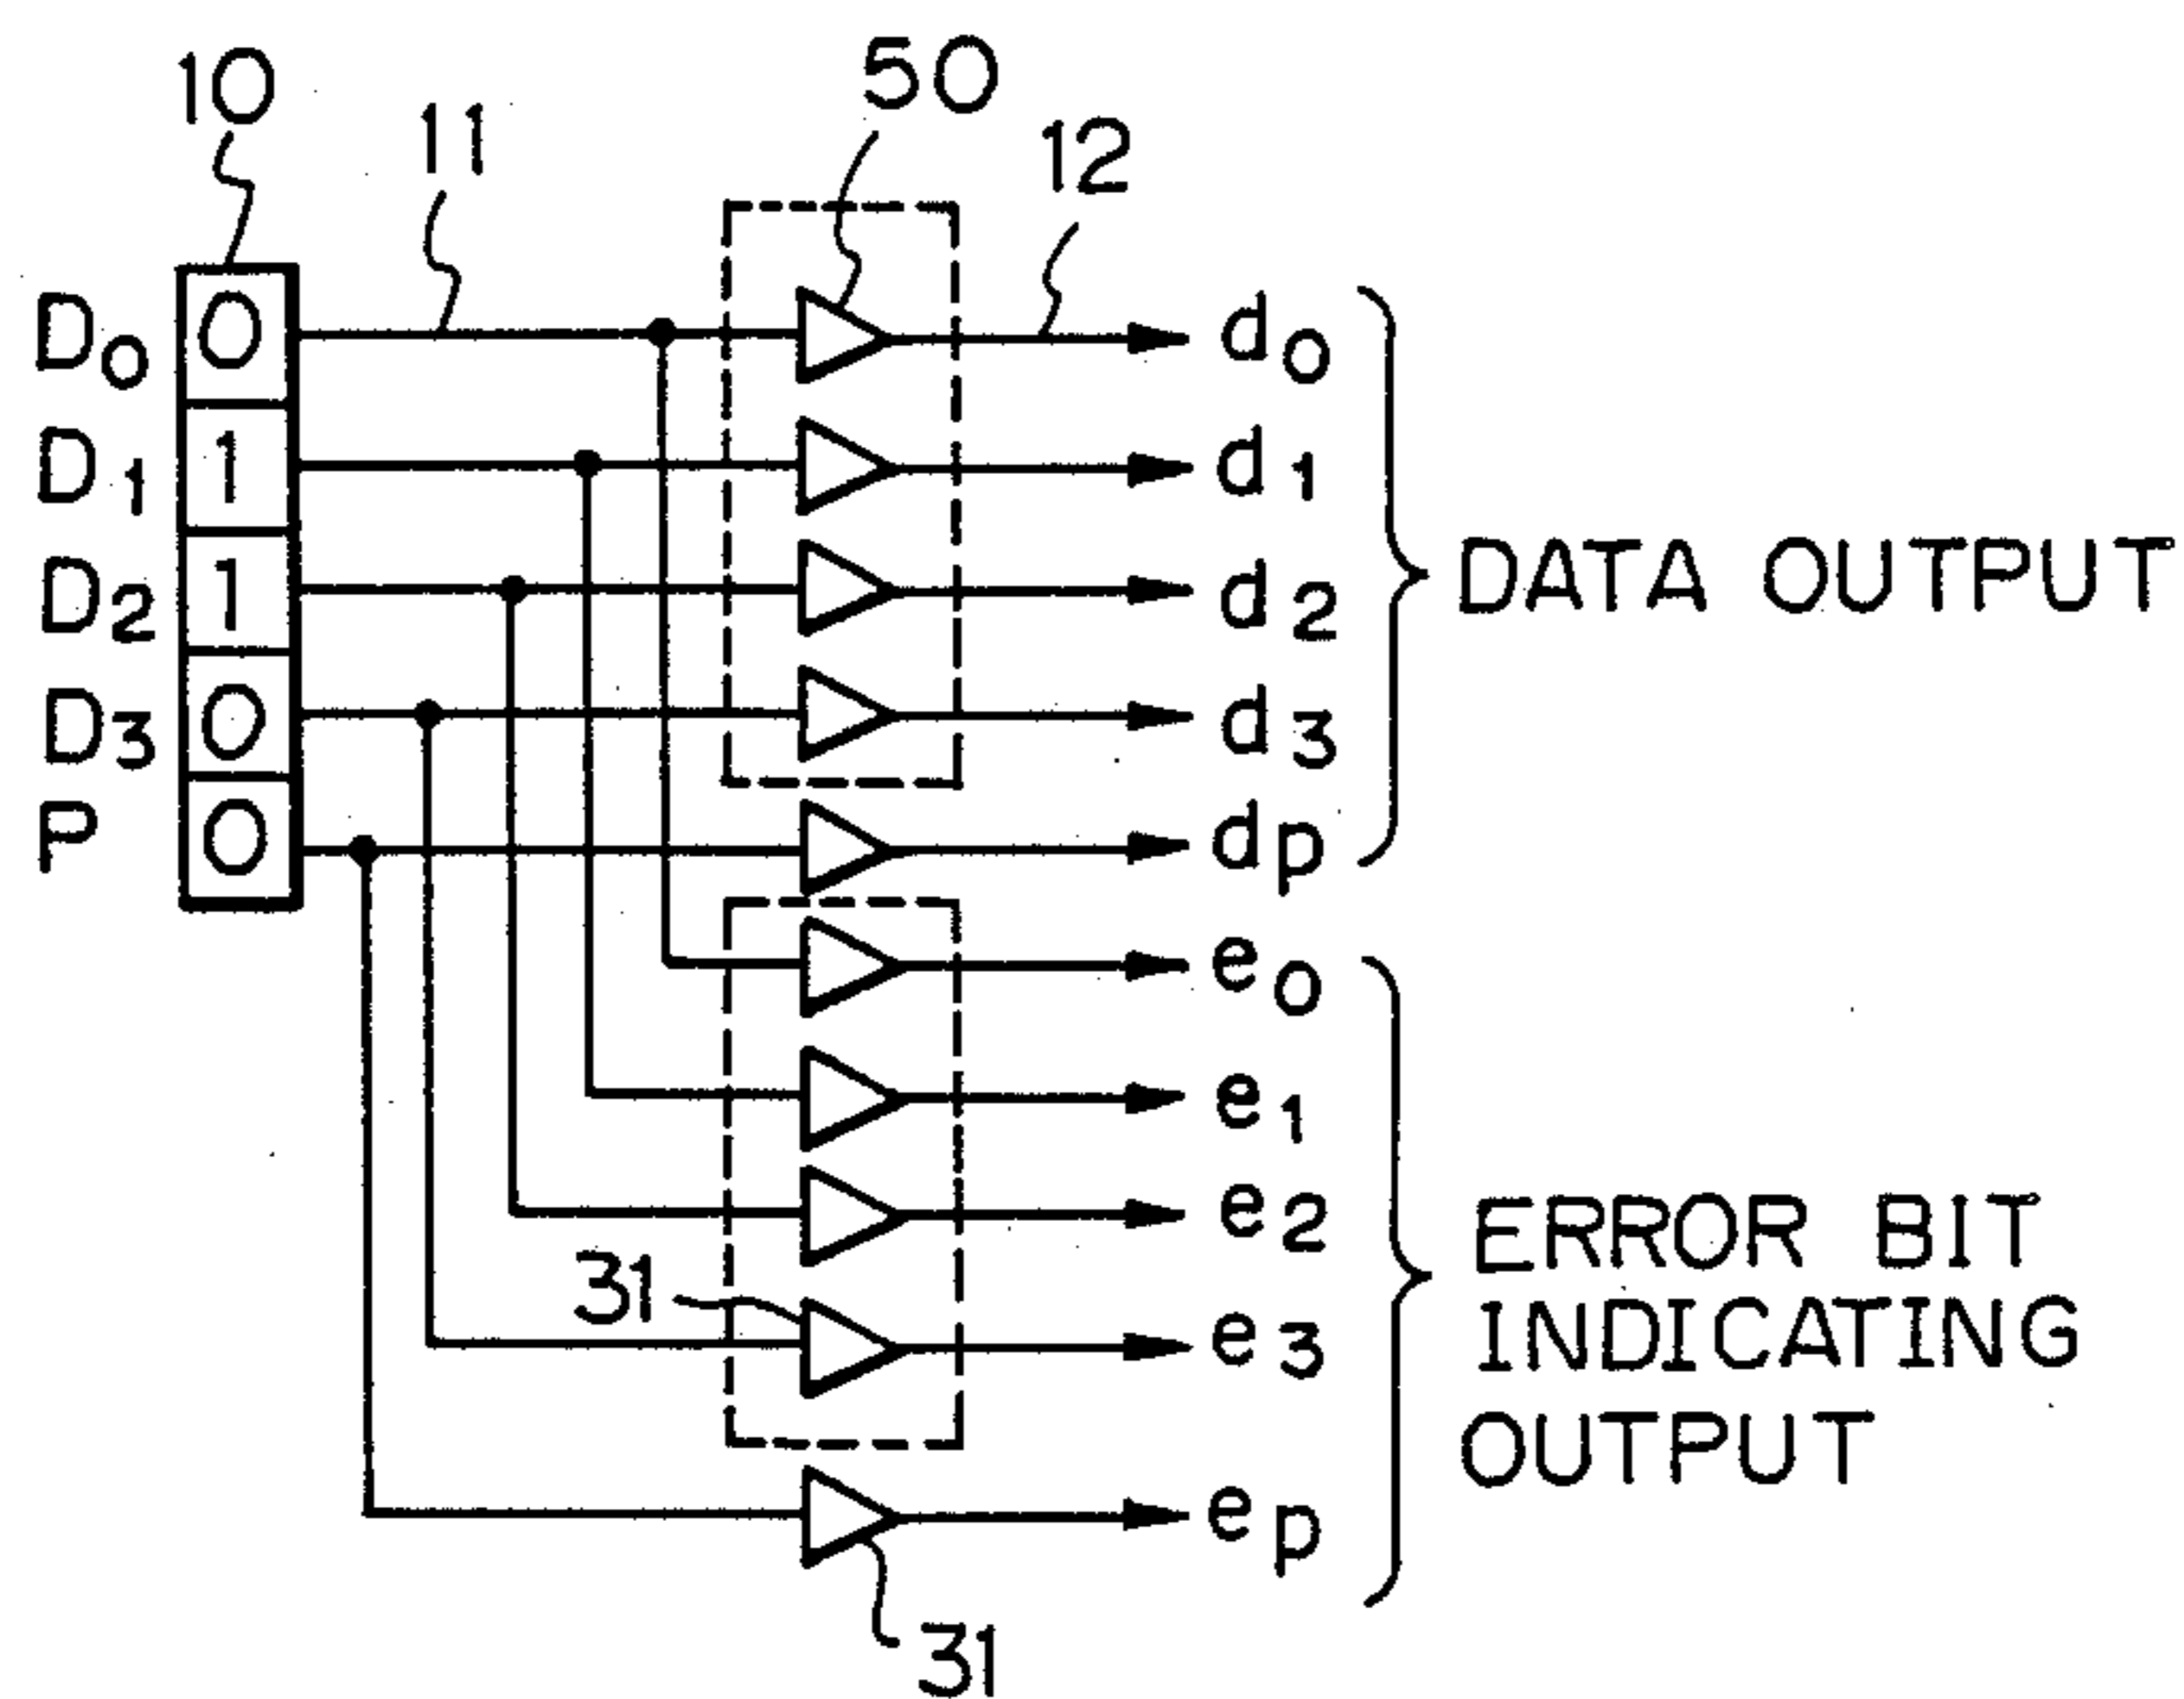 10
11
50
12
D0 0 d0
D1 1 d1
D2 1 d2
DATA OUTPUT
D3 0 d3
P 0 dp
e0
e1
e2
ERROR BIT
INDICATING
OUTPUT
31
e3
ep
31